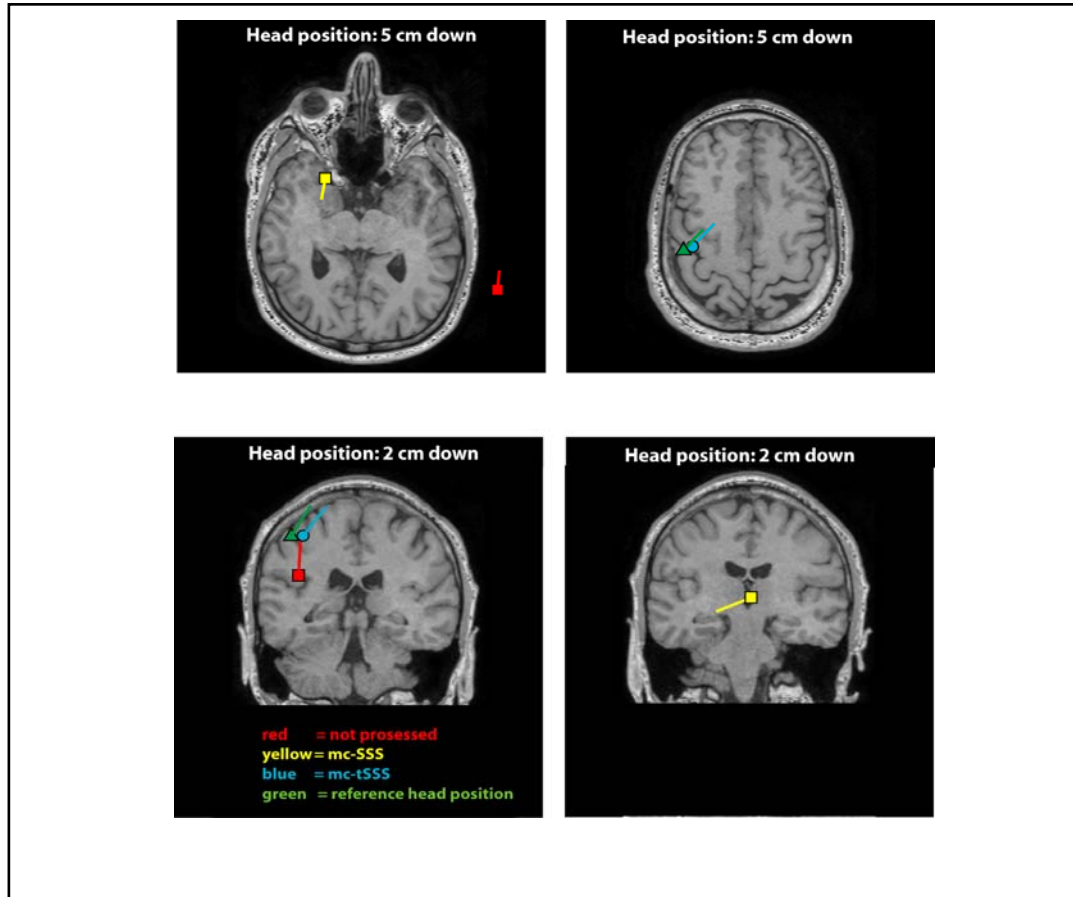 Head position: 5 cm down
Head position: 5 cm down
Head position: 2 cm down
Head position: 2 cm down
red = not prosessed
yellow = mc-SSS
blue = mc-tSSS
green = reference head position